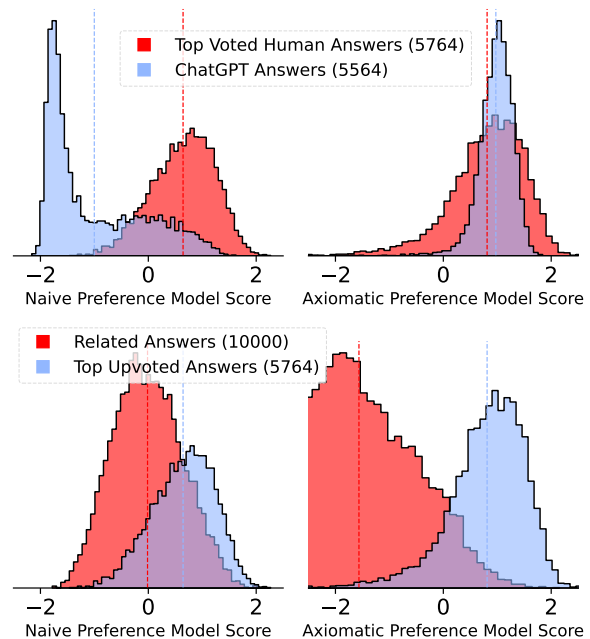 Top Voted Human Answers (5764)
ChatGPT Answers (5564)
−2 0 2
Naive Preference Model Score
−2 0 2
Axiomatic Preference Model Score
Related Answers (10000)
Top Upvoted Answers (5764)
−2 0 2
Naive Preference Model Score
−2 0 2
Axiomatic Preference Model Score